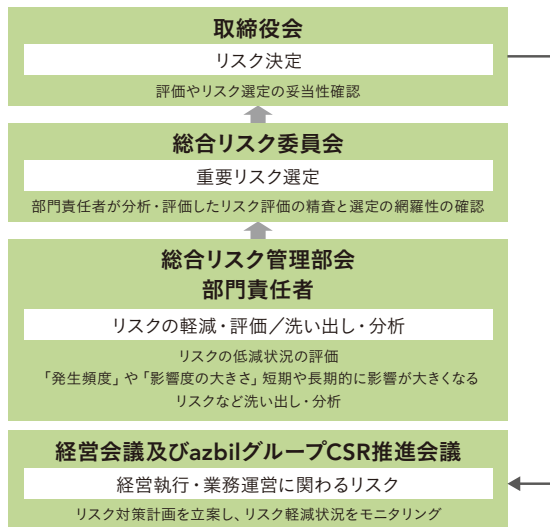 取締役会
リスク決定
評価やリスク選定の妥当性確認
総合リスク委員会
重要リスク選定
部門責任者が分析・評価したリスク評価の精査と選定の網羅性の確認
総合リスク管理部会
部門責任者
リスクの軽減・評価／洗い出し・分析
リスクの低減状況の評価
「発生頻度」や「影響度の大きさ」短期や長期的に影響が大きくなる
リスクなど洗い出し・分析
経営会議及びazbilグループCSR推進会議
経営執行・業務運営に関わるリスク
リスク対策計画を立案し、リスク軽減状況をモニタリング